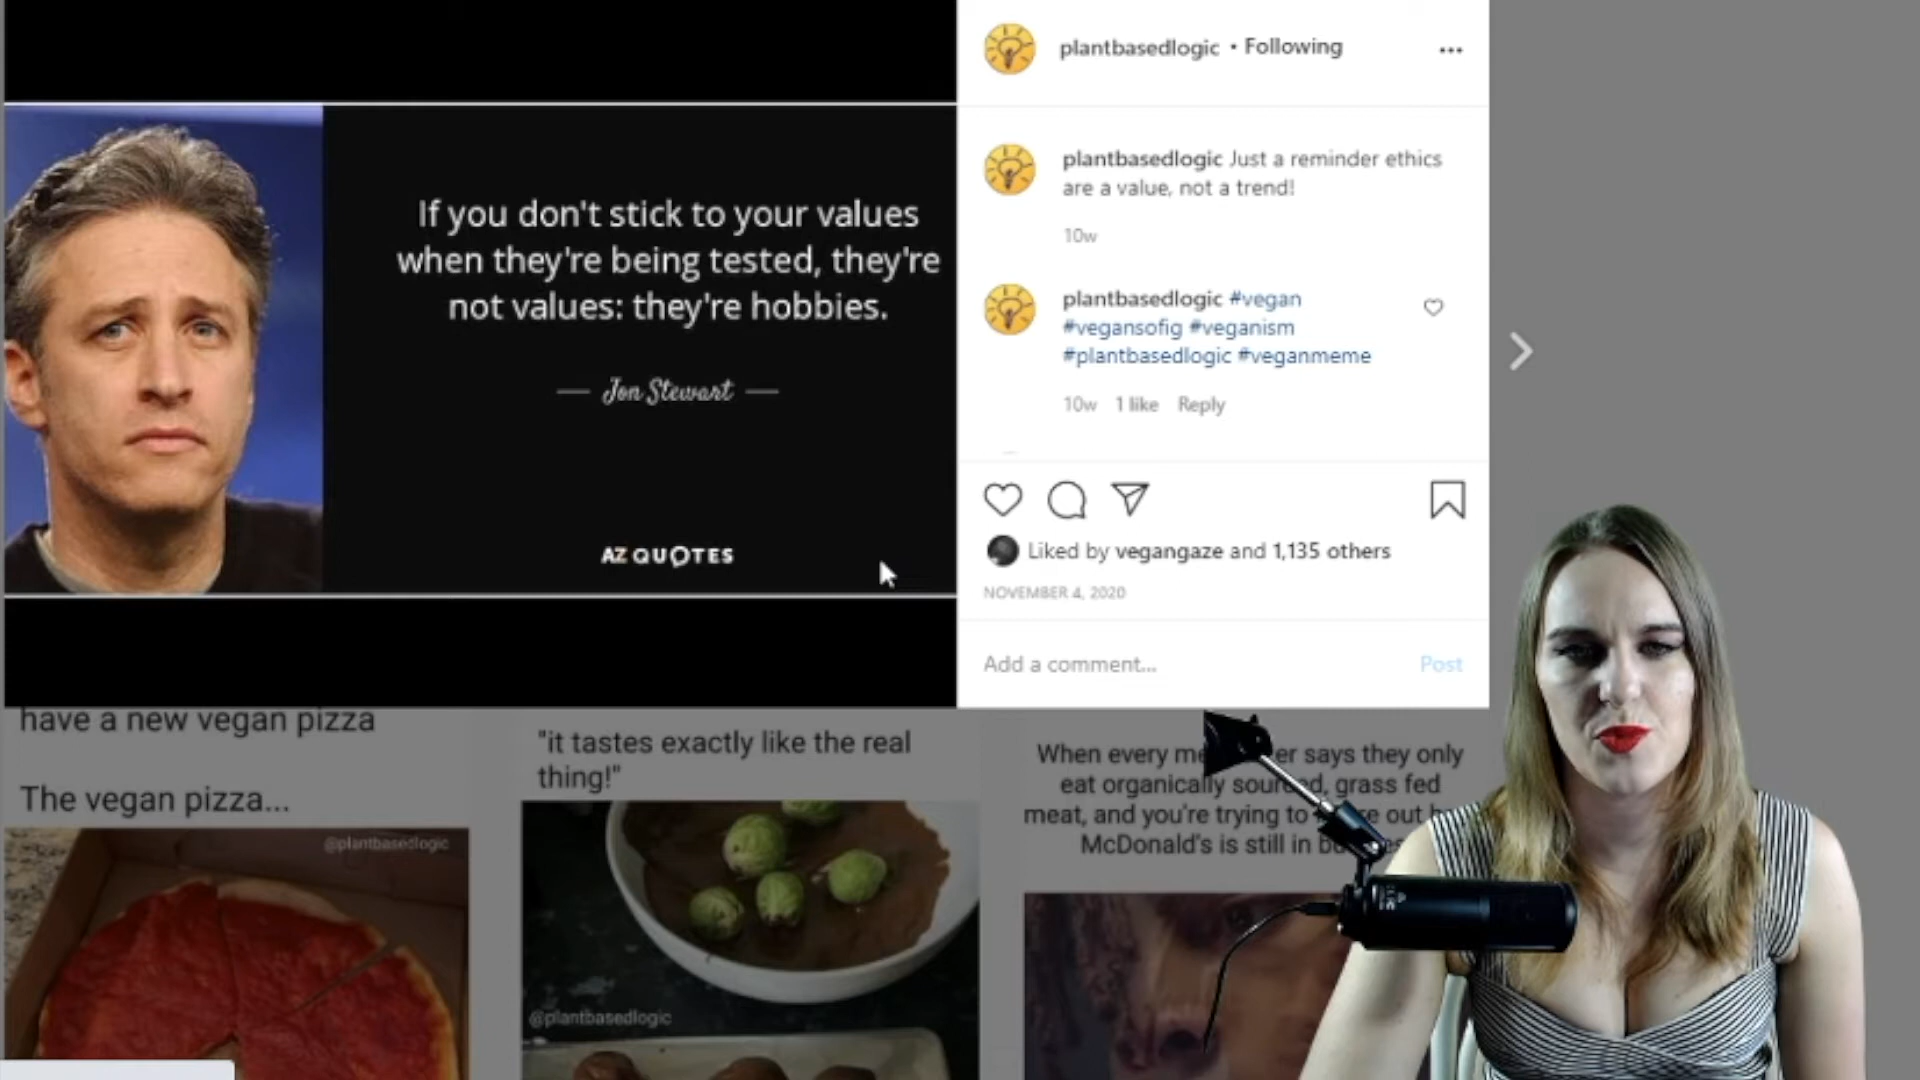 plantbasedlogic • Following
If you don't stick to your values
when they're being tested, they're
not values: they're hobbies.
— Jon Stewart —
AZ QUOTES
plantbasedlogic Just a reminder ethics
are a value, not a trend!
10w
plantbasedlogic #vegan
#vegansofig #veganism
#plantbasedlogic #veganmeme
10w 1 like Reply
Liked by vegangaze and 1,135 others
NOVEMBER 4, 2020
Add a comment... Post
have a new vegan pizza
The vegan pizza...
@plantbasedlogic
"it tastes exactly like the real
thing!"
@plantbasedlogic
When every says they only
eat organically sourced, grass fed
meat, and you're trying to out
McDonald's is still in